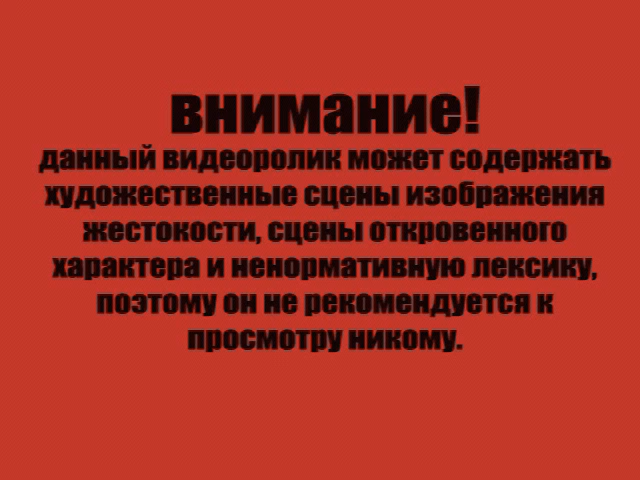 внимание!
данный видеоролик может содержать
художественные сцены изображения
жестокости, сцены откровенного
характера и ненормативную лексику,
поэтому он не рекомендуется к
просмотру никому.